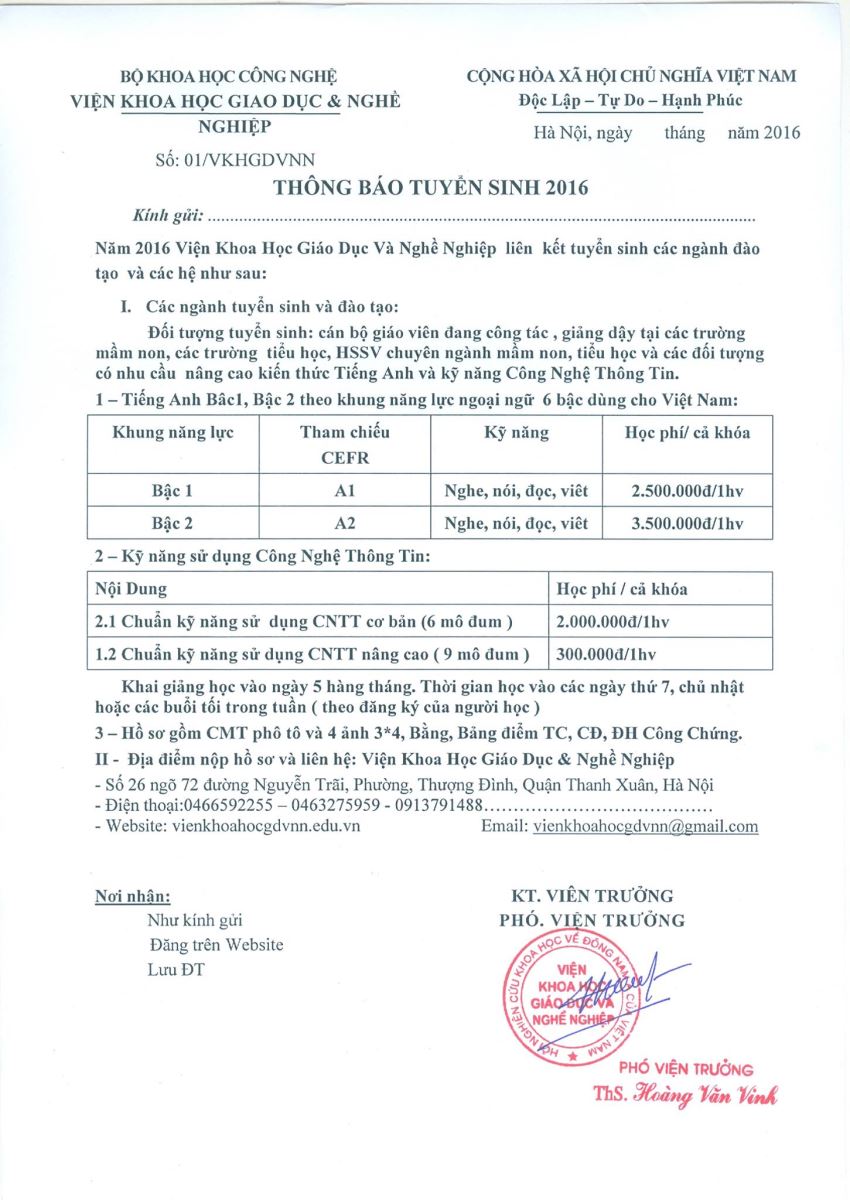 BỘ KHOA HỌC CÔNG NGHỆ
VIỆN KHOA HỌC GIAO DỤC & NGHỀ
NGHIỆP
Số: 01/VKHGDVNN
CỘNG HÒA XÃ HỘI CHỦ NGHĨA VIỆT NAM
Độc Lập – Tự Do – Hạnh Phúc
Hà Nội, ngày tháng năm 2016
THÔNG BÁO TUYỂN SINH 2016
Kính gửi: ............................................................................................
Năm 2016 Viện Khoa Học Giáo Dục Và Nghề Nghiệp liên kết tuyển sinh các ngành đào
tạo và các hệ như sau:
I. Các ngành tuyển sinh và đào tạo:
Đối tượng tuyển sinh: cán bộ giáo viên đang công tác , giảng dậy tại các trường
mầm non, các trường tiểu học, HSSV chuyên ngành mầm non, tiểu học và các đối tượng
có nhu cầu nâng cao kiến thức Tiếng Anh và kỹ năng Công Nghệ Thông Tin.
1 – Tiếng Anh Bâc1, Bậc 2 theo khung năng lực ngoại ngữ 6 bậc dùng cho Việt Nam:
Khung năng lực Tham chiếu Kỹ năng Học phí/ cả khóa
CEFR
Bậc 1 A1 Nghe, nói, đọc, viêt 2.500.000đ/1hv
Bậc 2 A2 Nghe, nói, đọc, viêt 3.500.000đ/1hv
2 – Kỹ năng sử dụng Công Nghệ Thông Tin:
Nội Dung Học phí / cả khóa
2.1 Chuẩn kỹ năng sử dụng CNTT cơ bản (6 mô đum ) 2.000.000đ/1hv
1.2 Chuẩn kỹ năng sử dụng CNTT nâng cao ( 9 mô đum ) 300.000đ/1hv
Khai giảng học vào ngày 5 hàng tháng. Thời gian học vào các ngày thứ 7, chủ nhật
hoặc các buổi tối trong tuần ( theo đăng ký của người học )
3 – Hồ sơ gồm CMT phô tô và 4 ảnh 3*4, Bằng, Bảng điểm TC, CĐ, ĐH Công Chứng.
II - Địa điểm nộp hồ sơ và liên hệ: Viện Khoa Học Giáo Dục & Nghề Nghiệp
- Số 26 ngõ 72 đường Nguyễn Trãi, Phường, Thượng Đình, Quận Thanh Xuân, Hà Nội
- Điện thoại:0466592255 – 0463275959 - 0913791488…………………………………
- Website: vienkhoahocgdvnn.edu.vn Email: vienkhoahocgdvnn@gmail.com
Nơi nhận:
Như kính gửi
Đăng trên Website
Lưu ĐT
KT. VIÊN TRƯỞNG
PHÓ. VIỆN TRƯỞNG
HỘI NGHIÊN CỨU KHOA HỌC VỀ ĐÔNG NAM Á CỦA VIỆT NAM
VIỆN
KHOA HỌC
GIÁO DỤC VÀ
NGHỀ NGHIỆP
PHÓ VIỆN TRƯỞNG
ThS. Hoàng Văn Vinh